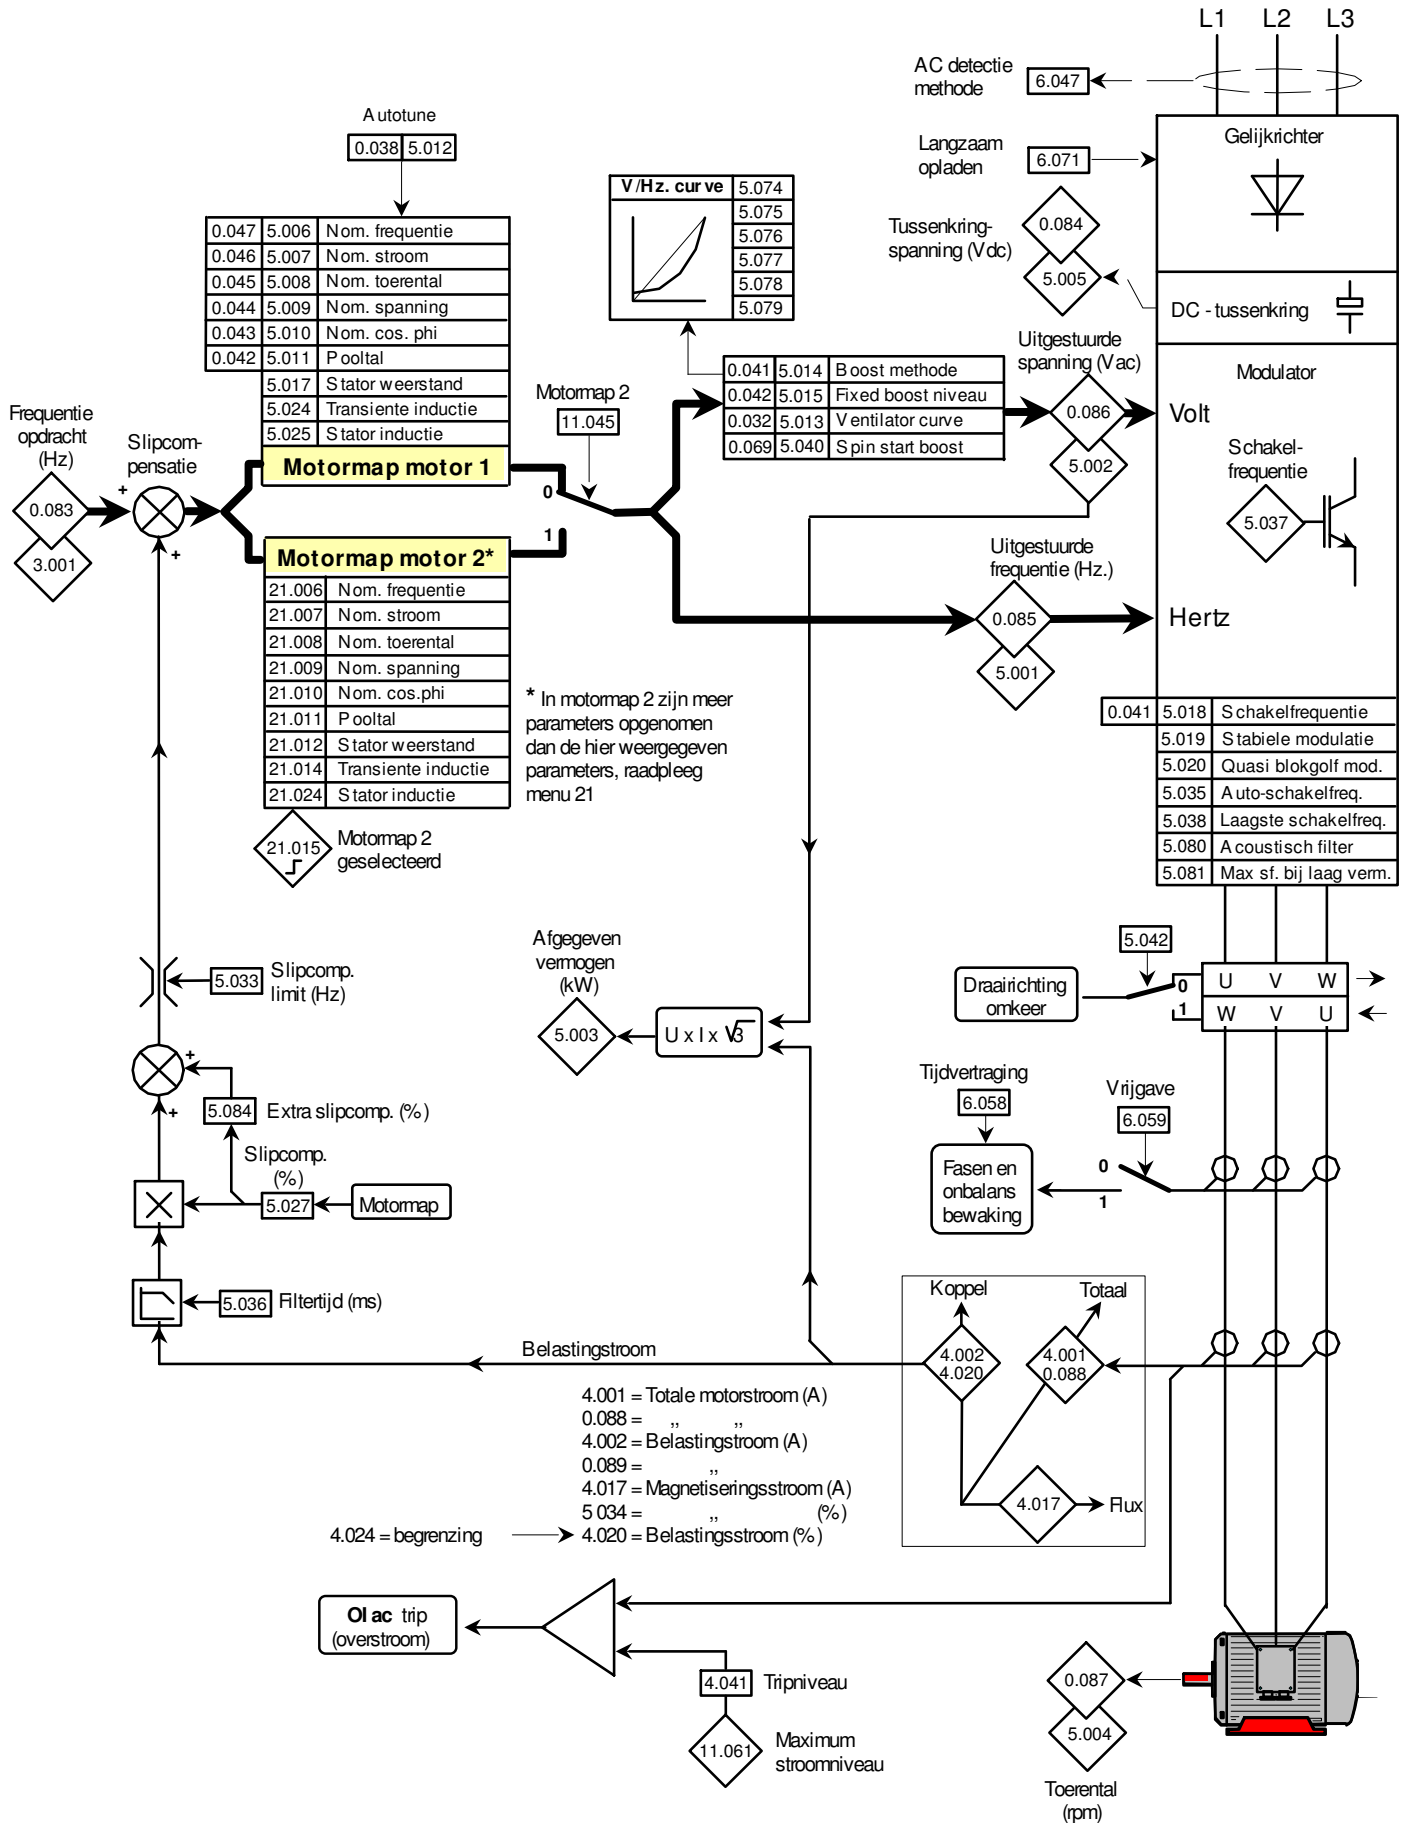 L1 L2 L3
AC detectie
methode
6.047
Gelijkrichter
Langzaam
opladen
6.071
Tussenkring-
spanning (Vdc)
0.084
5.005
DC - tussenkring
Autotune
0.038 5.012
0.047 5.006 Nom. frequentie
0.046 5.007 Nom. stroom
0.045 5.008 Nom. toerental
0.044 5.009 Nom. spanning
0.043 5.010 Nom. cos. phi
0.042 5.011 Pooltal
5.017 Stator weerstand
5.024 Transiente inductie
5.025 Stator inductie
Motormap motor 1
V/Hz. curve
5.074
5.075
5.076
5.077
5.078
5.079
0.041 5.014 Boost methode
0.042 5.015 Fixed boost niveau
0.032 5.013 Ventilator curve
0.069 5.040 Spin start boost
Uitgestuurde
spanning (Vac)
0.086
5.002
Modulator
Volt
Schakel-
frequentie
5.037
Hertz
Frequentie
opdracht
(Hz)
0.083
3.001
Slipcom-
pensatie
+
+
Motormap 2
11.045
0
1
Motormap motor 2*
21.006 Nom. frequentie
21.007 Nom. stroom
21.008 Nom. toerental
21.009 Nom. spanning
21.010 Nom. cos.phi
21.011 Pooltal
21.012 Stator weerstand
21.014 Transiente inductie
21.024 Stator inductie
21.015
Motormap 2
geselecteerd
* In motormap 2 zijn meer
parameters opgenomen
dan de hier weergegeven
parameters, raadpleeg
menu 21
Uitgestuurde
frequentie (Hz.)
0.085
5.001
0.041 5.018 Schakelfrequentie
5.019 Stabiele modulatie
5.020 Quasi blokgolf mod.
5.035 Auto-schakelfreq.
5.038 Laagste schakelfreq.
5.080 Acoustisch filter
5.081 Max sf. bij laag verm.
5.033
Slipcomp.
limit (Hz)
Afgegeven
vermogen
(kW)
5.003
U x I x √3
5.042
Draairichting
omkeer
0
1
U V W
W V U
+
+
5.084
Extra slipcomp. (%)
Slipcomp.
(%)
5.027
Motormap
5.036
Filtertijd (ms)
Tijdvertraging
6.058
Vrijgave
6.059
Fasen en
onbalans
bewaking
0
1
Koppel
Totaal
4.002
4.020
4.001
0.088
4.017
Flux
Belastingstroom
4.001 = Totale motorstroom (A)
0.088 = ,, ,,
4.002 = Belastingstroom (A)
0.089 = ,,
4.017 = Magnetiseringsstroom (A)
5 034 = ,, (%)
4.024 = begrenzing
4.020 = Belastingsstroom (%)
OI ac trip
(overstroom)
4.041
Tripniveau
11.061
Maximum
stroomniveau
0.087
5.004
Toerental
(rpm)